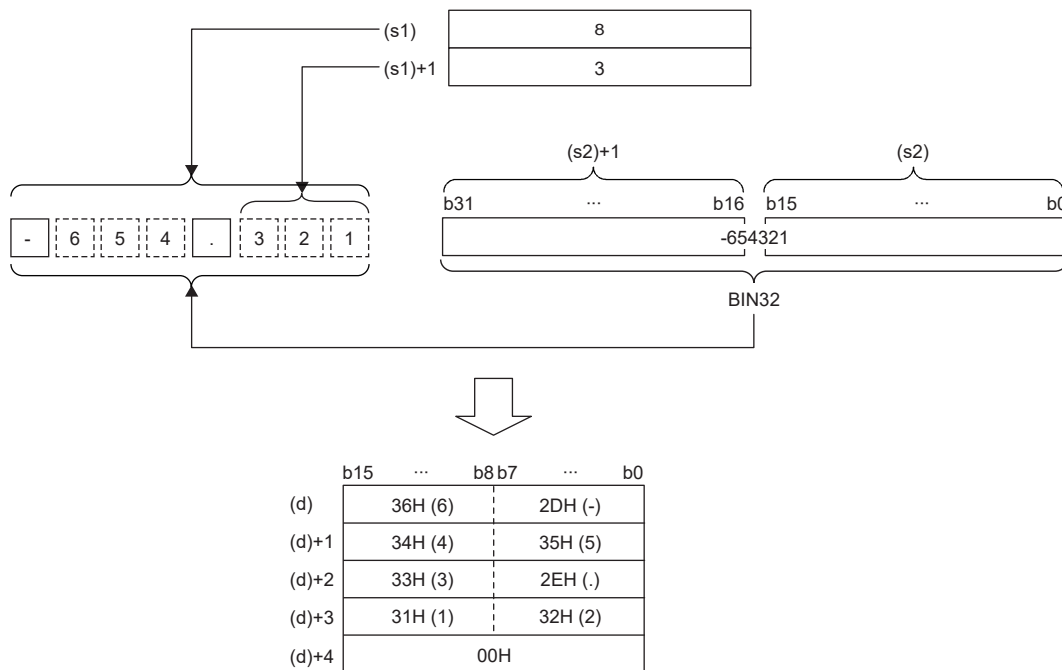 (s1) 8
(s1)+1 3
(s2)+1 (s2)
b31 ... b16 b15 ... b0
- 6 5 4 . 3 2 1
-654321
BIN32
b15 ... b8 b7 ... b0
(d) 36H (6) 2DH (-)
(d)+1 34H (4) 35H (5)
(d)+2 33H (3) 2EH (.)
(d)+3 31H (1) 32H (2)
(d)+4 00H